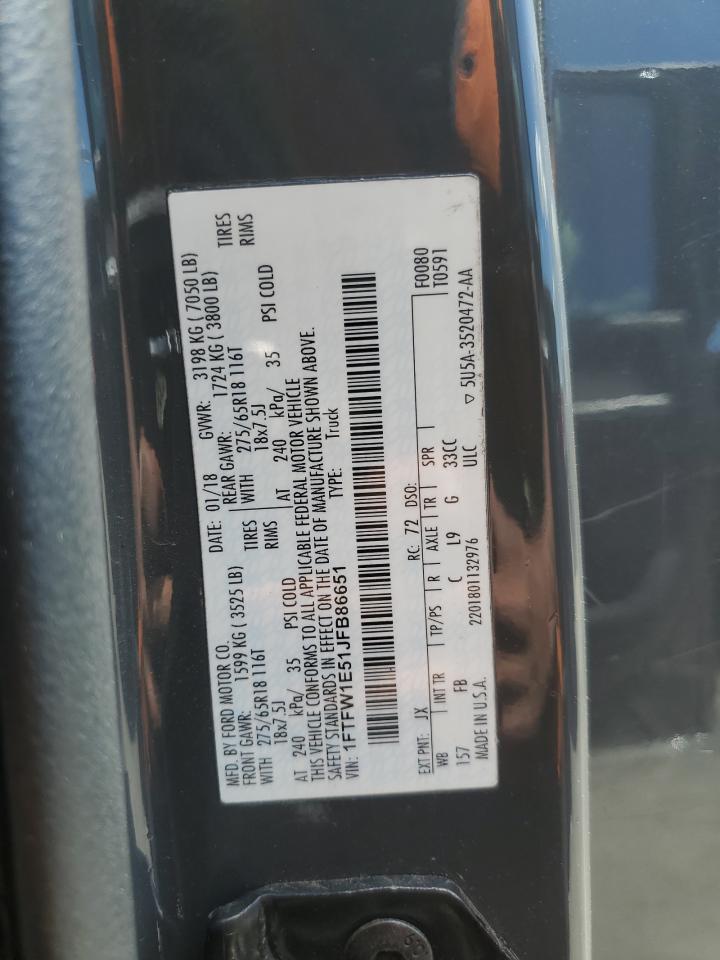 MFD. BY FORD MOTOR CO.
DATE: 01/18 GVWR: 3198 KG ( 7050 LB)
FRONT GAWR: 1599 KG ( 3525 LB) REAR GAWR: 1724 KG ( 3800 LB)
WITH 275/65R18 116T TIRES WITH 275/65R18 116T TIRES
18x7.5J RIMS 18x7.5J RIMS
AT 240 kPa/ 35 PSI COLD AT 240 kPa/ 35 PSI COLD
THIS VEHICLE CONFORMS TO ALL APPLICABLE FEDERAL MOTOR VEHICLE
SAFETY STANDARDS IN EFFECT ON THE DATE OF MANUFACTURE SHOWN ABOVE.
VIN: 1FTFW1E51JFB86651 TYPE: Truck
F0080
EXT PNT: JX RC: 72 DSO: T0591
WB INT TR TP/PS R AXLE TR SPR
157 FB C L9 G 33CC
MADE IN U.S.A. 2201801132976 ULC ▽ 5U5A-3520472-AA